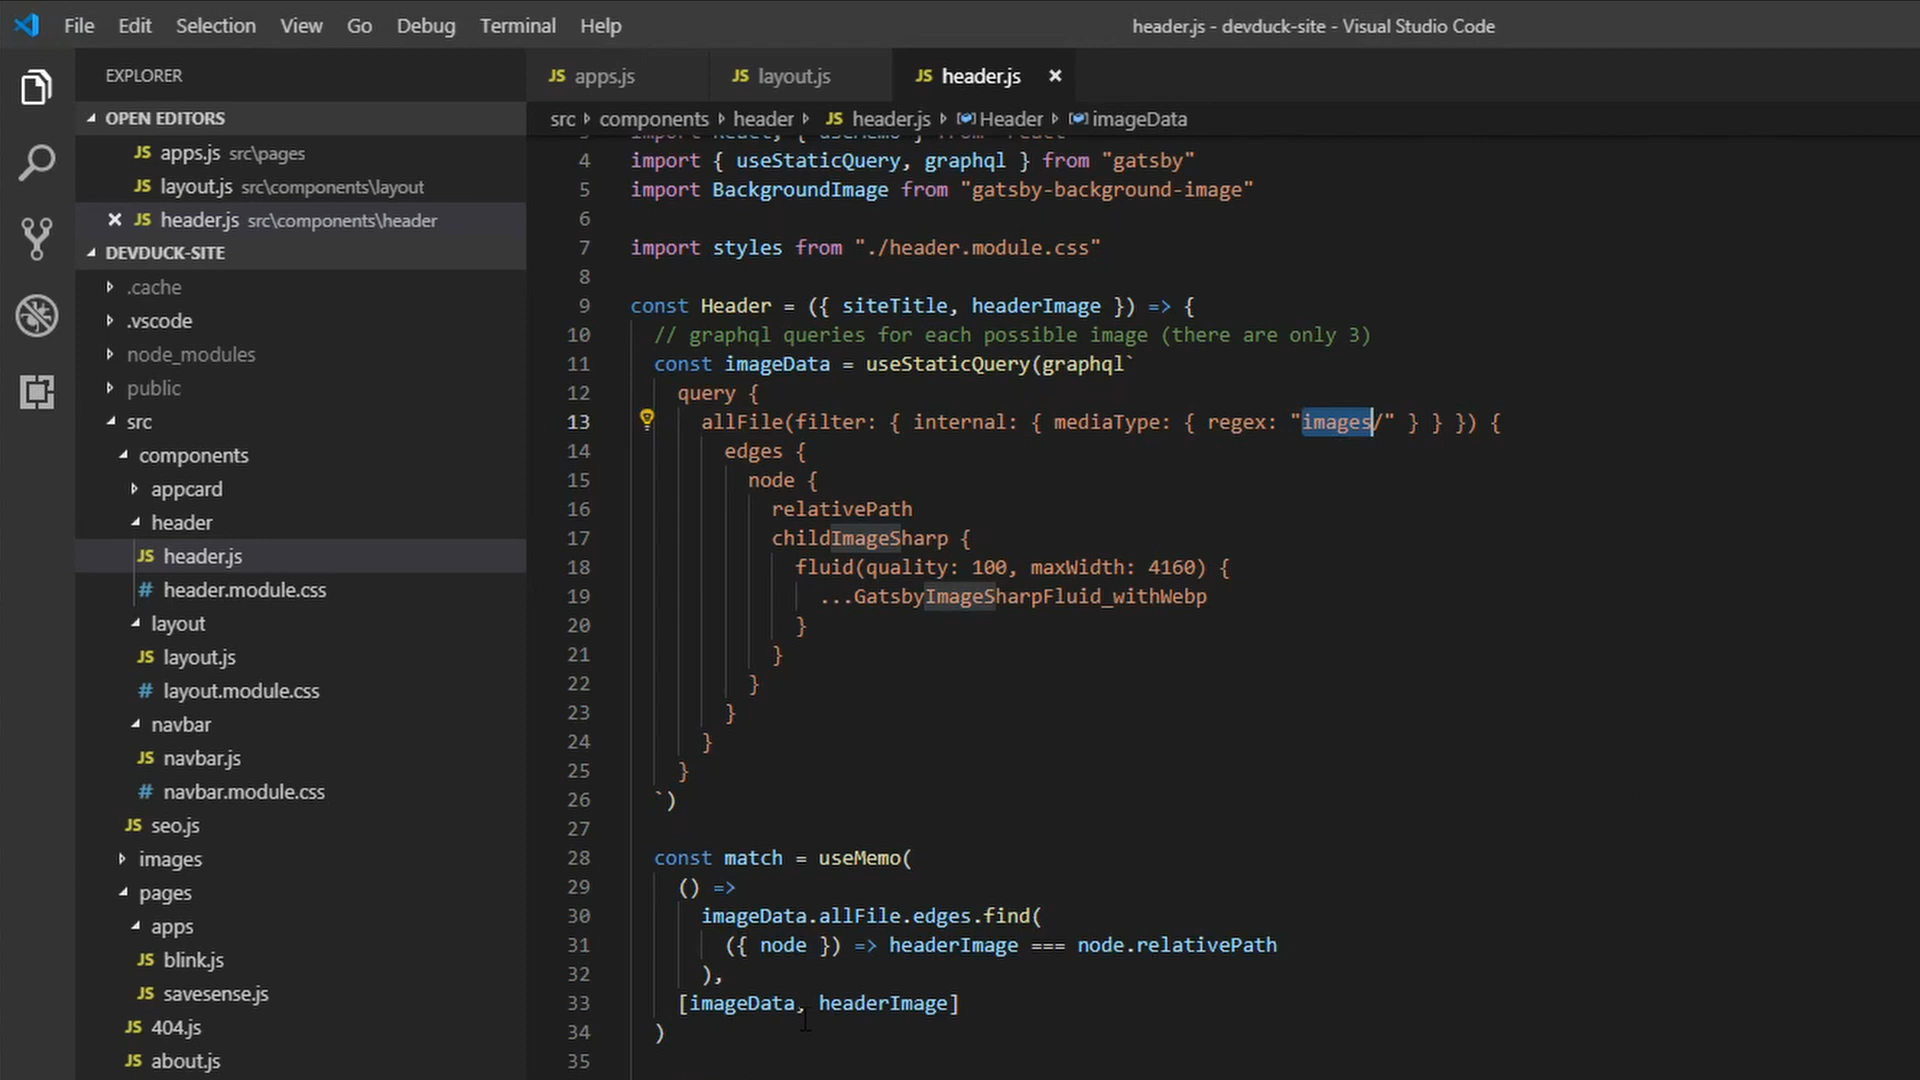 File Edit Selection View Go Debug Terminal Help
header.js - devduck-site - Visual Studio Code
EXPLORER
OPEN EDITORS
JS apps.js src\pages
JS layout.js src\components\layout
JS header.js src\components\header
DEVDUCK-SITE
.cache
.vscode
node_modules
public
src
components
appcard
header
JS header.js
# header.module.css
layout
JS layout.js
# layout.module.css
navbar
JS navbar.js
# navbar.module.css
JS seo.js
images
pages
apps
JS blink.js
JS savesense.js
JS 404.js
JS about.js
JS apps.js
JS layout.js
JS header.js
src components header JS header.js Header imageData
import React, { useMemo } from "react"
4 import { useStaticQuery, graphql } from "gatsby"
5 import BackgroundImage from "gatsby-background-image"
6
7 import styles from "./header.module.css"
8
9 const Header = ({ siteTitle, headerImage }) => {
10 // graphql queries for each possible image (there are only 3)
11 const imageData = useStaticQuery(graphql`
12 query {
13 allFile(filter: { internal: { mediaType: { regex: "images/" } } }) {
14 edges {
15 node {
16 relativePath
17 childImageSharp {
18 fluid(quality: 100, maxWidth: 4160) {
19 ...GatsbyImageSharpFluid_withWebp
20 }
21 }
22 }
23 }
24 }
25 }
26 `)
27
28 const match = useMemo(
29 () =>
30 imageData.allFile.edges.find(
31 ({ node }) => headerImage === node.relativePath
32 ),
33 [imageData, headerImage]
34 )
35